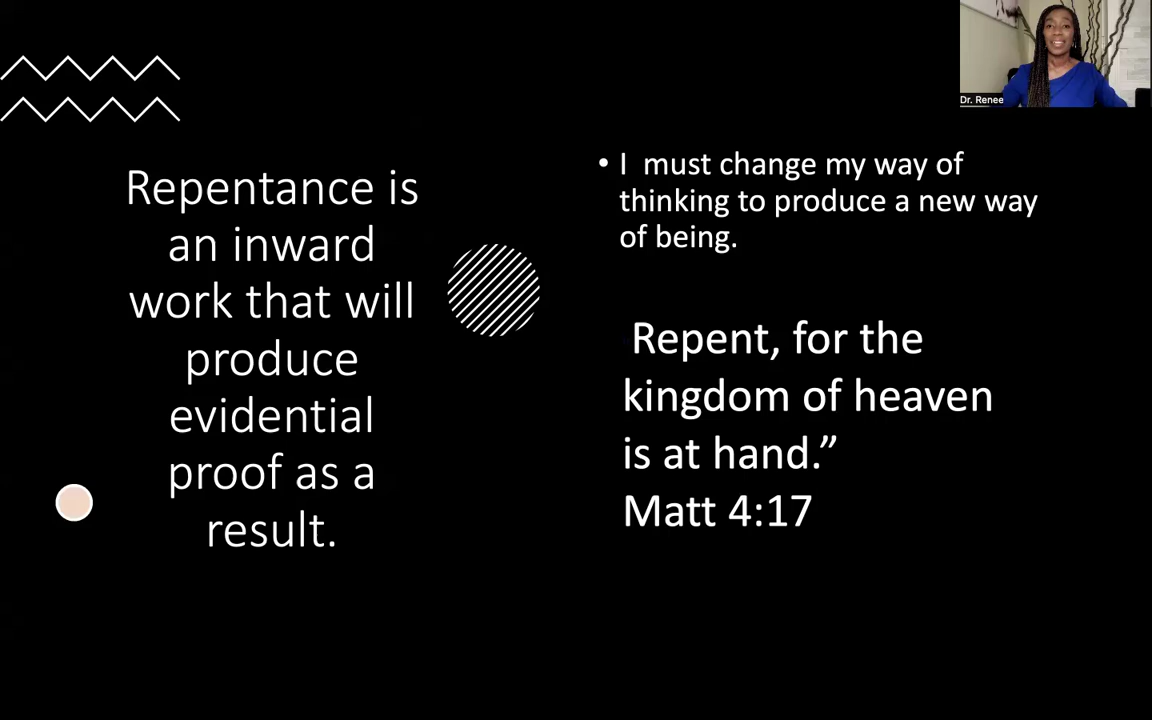 Dr. Renee
Repentance is
an inward
work that will
produce
evidential
proof as a
result.
• I must change my way of
thinking to produce a new way
of being.
Repent, for the
kingdom of heaven
is at hand.”
Matt 4:17